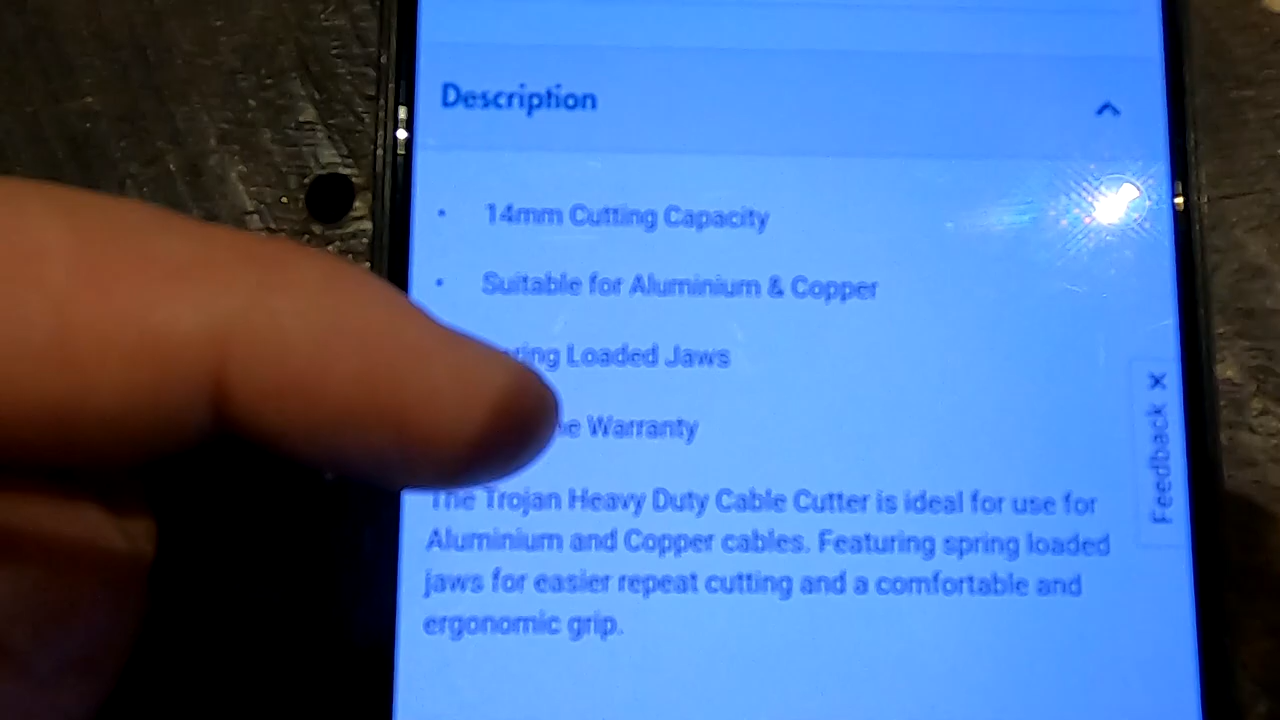 Description
• 14mm Cutting Capacity
• Suitable for Aluminium & Copper
Loaded Jaws
Warranty
The Trojan Heavy Duty Cable Cutter is ideal for use for
Aluminium and Copper cables. Featuring spring loaded
jaws for easier repeat cutting and a comfortable and
ergonomic grip.
Feedback X